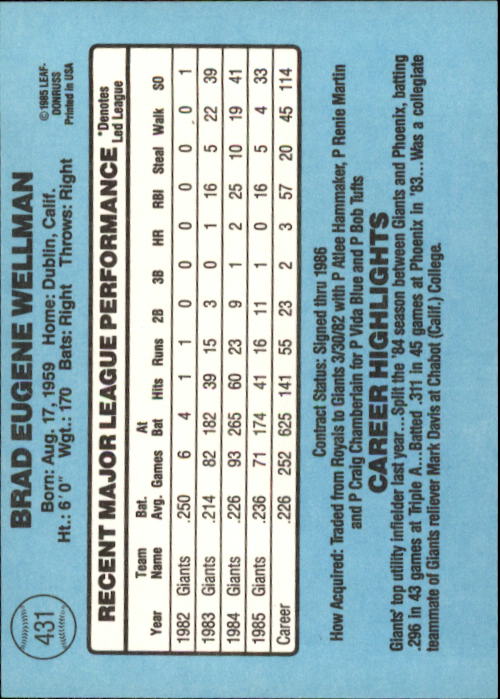 431
BRAD EUGENE WELLMAN
Born: Aug. 17, 1959 Home: Dublin, Calif.
Ht.: 6'0" Wgt.: 170 Bats: Right Throws: Right
©1985 LEAF-
DONRUSS
Printed in USA
RECENT MAJOR LEAGUE PERFORMANCE
*Denotes
Led League
Year Team Name Bat. Avg. Games At Bat Hits Runs 2B 3B HR RBI Steal Walk SO
1982 Giants .250 6 4 1 1 0 0 0 0 0 0 1
1983 Giants .214 82 182 39 15 3 0 1 16 5 22 39
1984 Giants .226 93 265 60 23 9 1 2 25 10 19 41
1985 Giants .236 71 174 41 16 11 1 0 16 5 4 33
Career .226 252 625 141 55 23 2 3 57 20 45 114
Contract Status: Signed thru 1986
How Acquired: Traded from Royals to Giants 3/30/82 with P Atlee Hammaker, P Renie Martin
and P Craig Chamberlain for P Vida Blue and P Bob Tufts
CAREER HIGHLIGHTS
Giants' top utility infielder last year...Split the '84 season between Giants and Phoenix, batting
.296 in 43 games at Triple A...Batted .311 in 45 games at Phoenix in '83...Was a collegiate
teammate of Giants reliever Mark Davis at Chabot (Calif.) College.